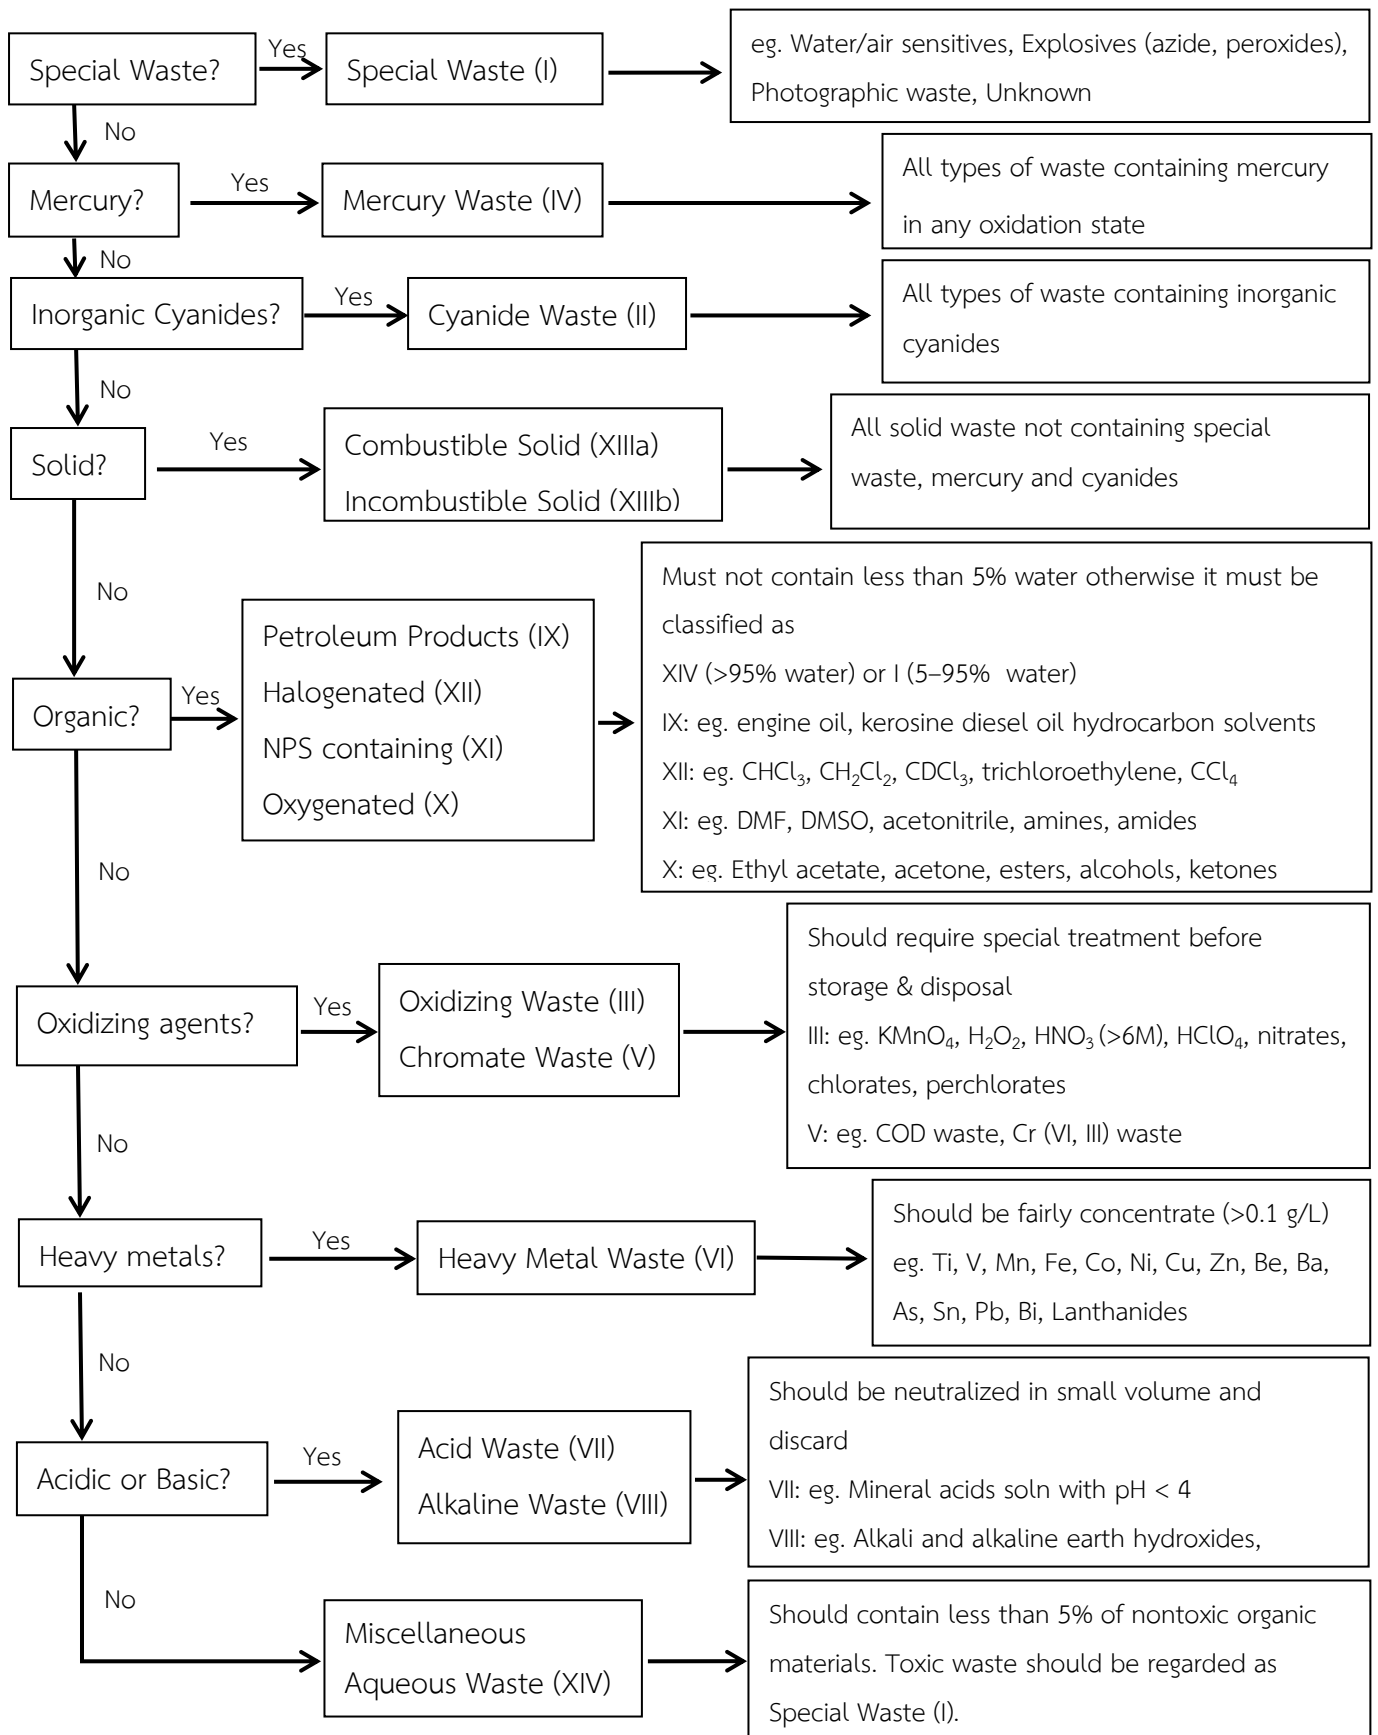 Special Waste?
Yes
Special Waste (I)
eg. Water/air sensitives, Explosives (azide, peroxides),
Photographic waste, Unknown
No
Mercury?
Yes
Mercury Waste (IV)
All types of waste containing mercury
in any oxidation state
No
Inorganic Cyanides?
Yes
Cyanide Waste (II)
All types of waste containing inorganic
cyanides
No
Solid?
Yes
Combustible Solid (XIIIa)
Incombustible Solid (XIIIb)
All solid waste not containing special
waste, mercury and cyanides
No
Organic?
Yes
Petroleum Products (IX)
Halogenated (XII)
NPS containing (XI)
Oxygenated (X)
Must not contain less than 5% water otherwise it must be
classified as
XIV (>95% water) or I (5–95% water)
IX: eg. engine oil, kerosine diesel oil hydrocarbon solvents
XII: eg. CHCl₃, CH₂Cl₂, CDCl₃, trichloroethylene, CCl₄
XI: eg. DMF, DMSO, acetonitrile, amines, amides
X: eg. Ethyl acetate, acetone, esters, alcohols, ketones
No
Oxidizing agents?
Yes
Oxidizing Waste (III)
Chromate Waste (V)
Should require special treatment before
storage & disposal
III: eg. KMnO₄, H₂O₂, HNO₃ (>6M), HClO₄, nitrates,
chlorates, perchlorates
V: eg. COD waste, Cr (VI, III) waste
No
Heavy metals?
Yes
Heavy Metal Waste (VI)
Should be fairly concentrate (>0.1 g/L)
eg. Ti, V, Mn, Fe, Co, Ni, Cu, Zn, Be, Ba,
As, Sn, Pb, Bi, Lanthanides
No
Acidic or Basic?
Yes
Acid Waste (VII)
Alkaline Waste (VIII)
Should be neutralized in small volume and
discard
VII: eg. Mineral acids soln with pH < 4
VIII: eg. Alkali and alkaline earth hydroxides,
No
Miscellaneous
Aqueous Waste (XIV)
Should contain less than 5% of nontoxic organic
materials. Toxic waste should be regarded as
Special Waste (I).